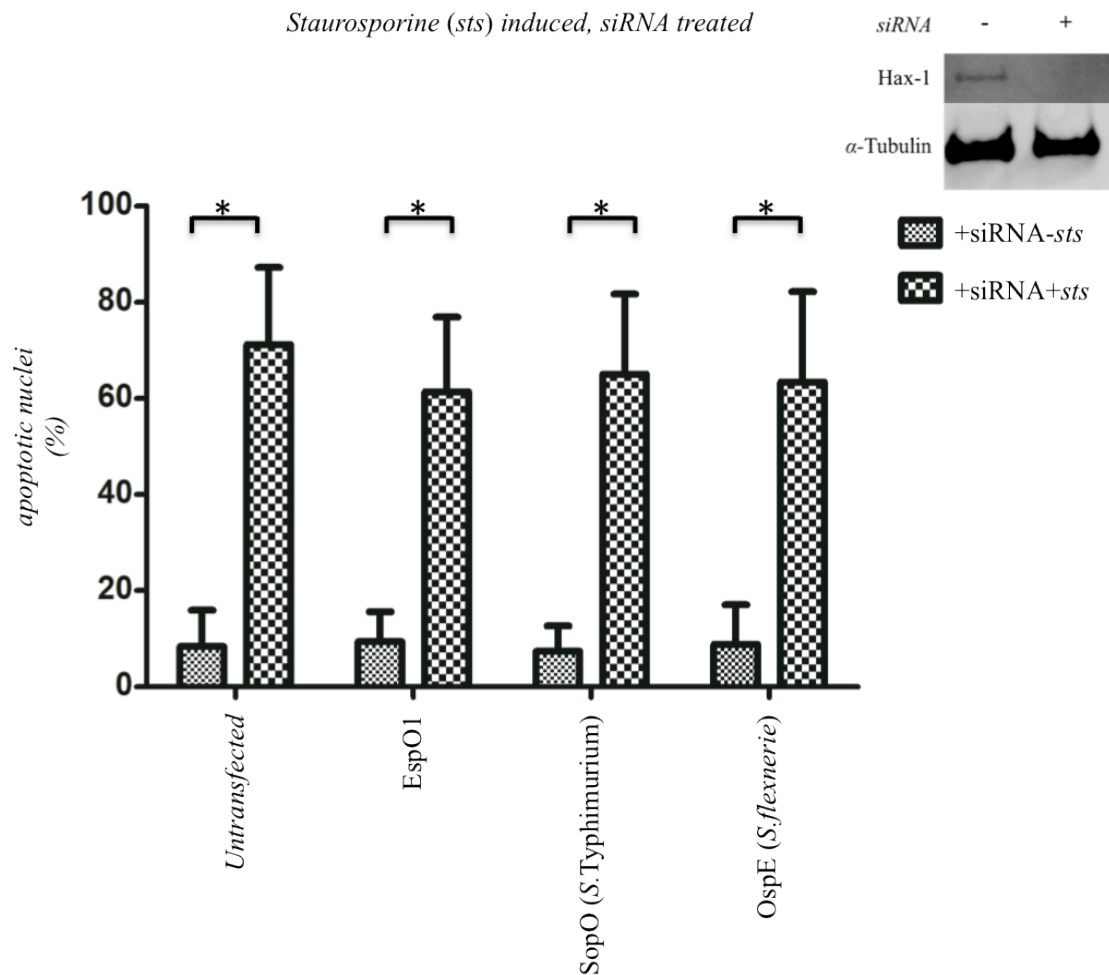 Staurosporine (sts) induced, siRNA treated
siRNA - +
Hax-1
α-Tubulin
+siRNA-sts
+siRNA+sts
100
80
60
40
20
0
apoptotic nuclei
(%)
* * * *
Untransfected
EspO1
SopO (S.Typhimurium)
OspE (S.flexnerie)